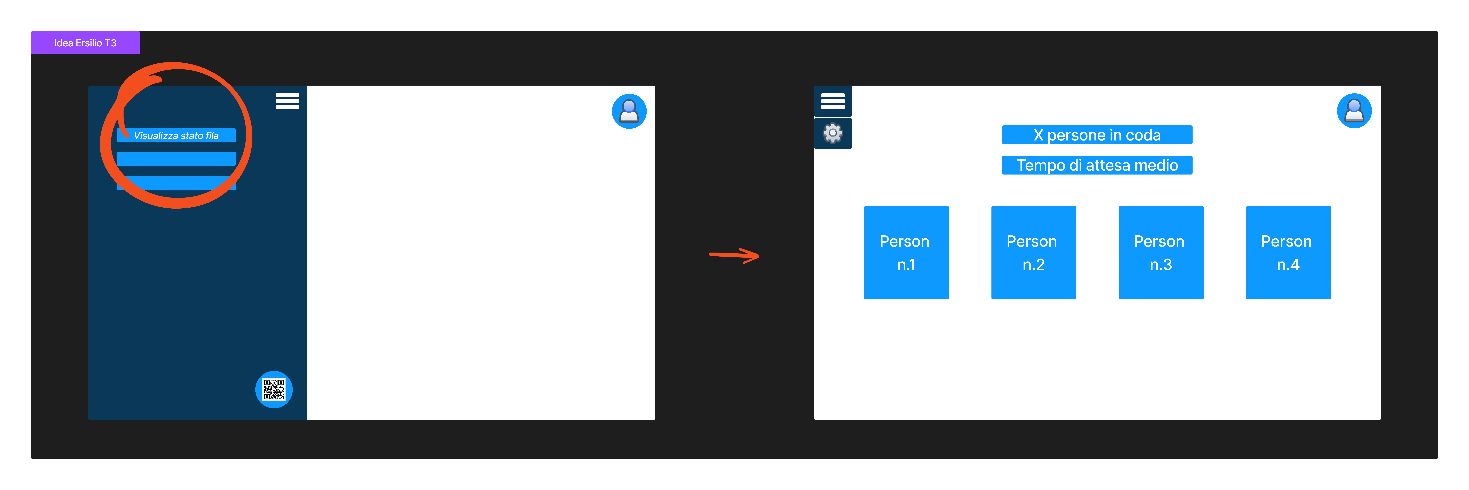 Idea Ersilio T3
Visualizza stato fila
X persone in coda
Tempo di attesa medio
Person
n.1
Person
n.2
Person
n.3
Person
n.4